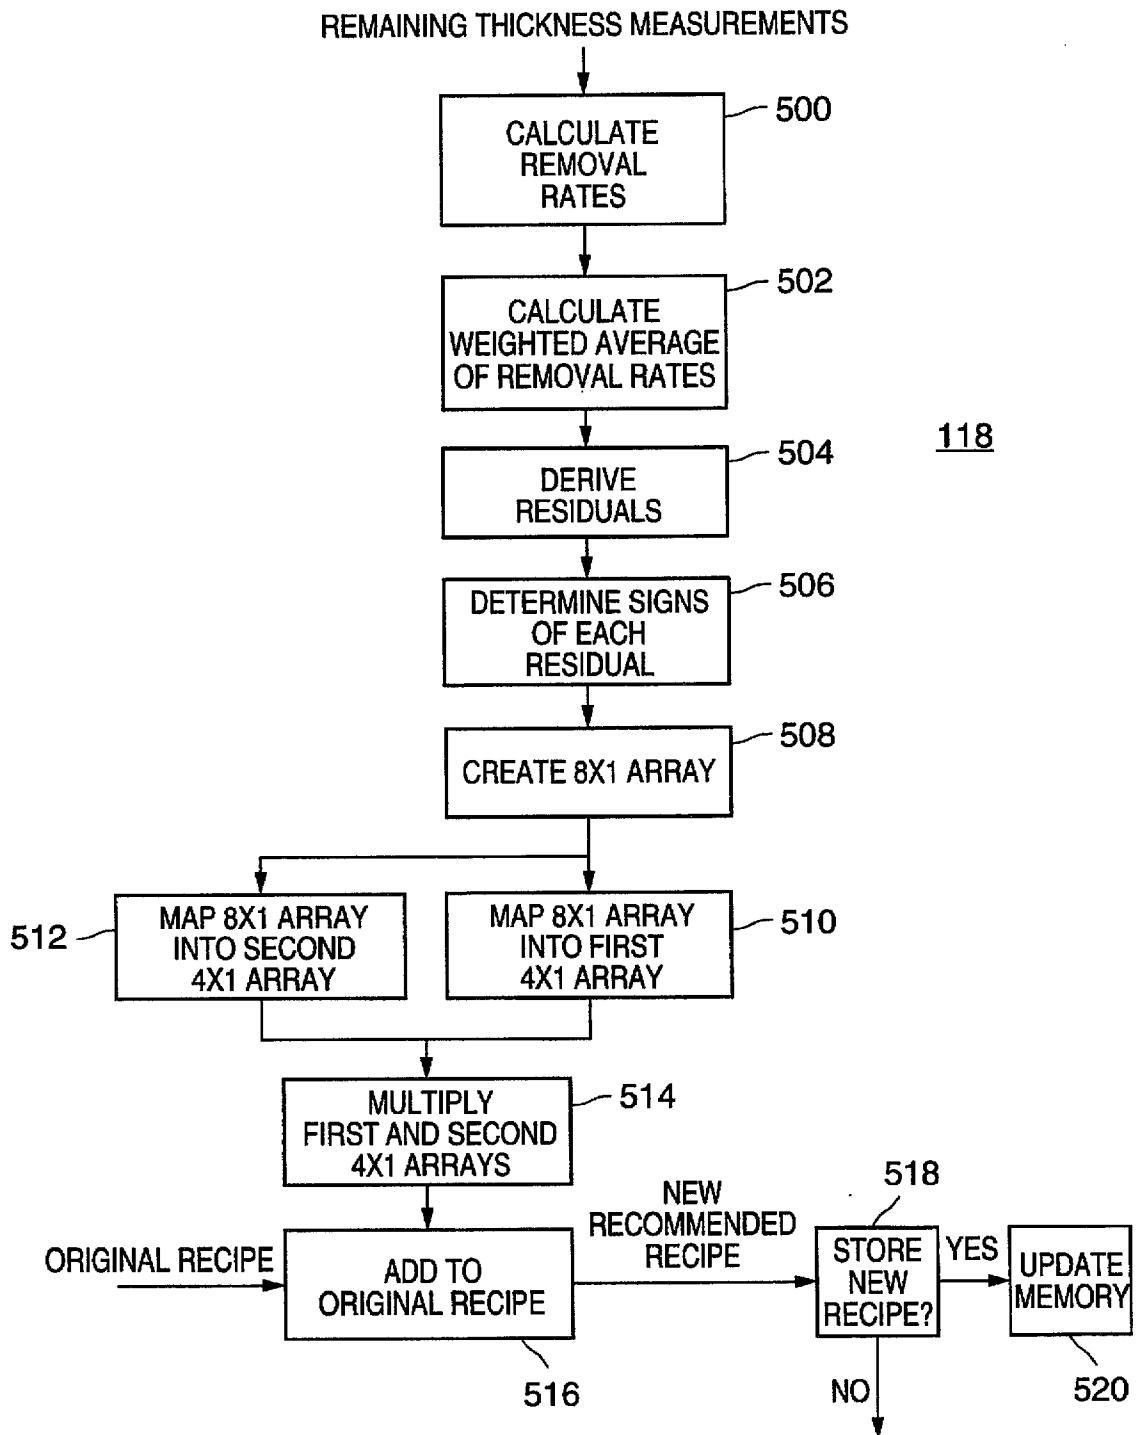 REMAINING THICKNESS MEASUREMENTS
500
CALCULATE
REMOVAL
RATES
502
CALCULATE
WEIGHTED AVERAGE
OF REMOVAL RATES
118
504
DERIVE
RESIDUALS
506
DETERMINE SIGNS
OF EACH
RESIDUAL
508
CREATE 8X1 ARRAY
512
MAP 8X1 ARRAY
INTO SECOND
4X1 ARRAY
MAP 8X1 ARRAY
INTO FIRST
4X1 ARRAY
510
MULTIPLY
FIRST AND SECOND
4X1 ARRAYS
514
ORIGINAL RECIPE
ADD TO
ORIGINAL RECIPE
516
NEW
RECOMMENDED
RECIPE
518
STORE
NEW
RECIPE?
YES
UPDATE
MEMORY
520
NO